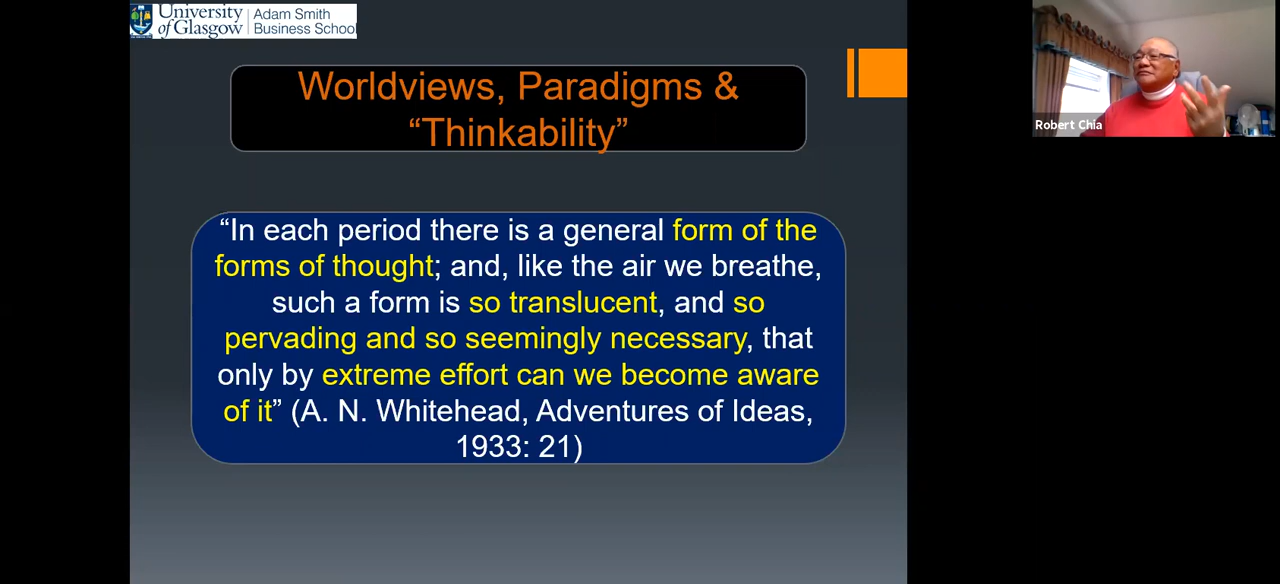 University of Glasgow
Adam Smith Business School
Worldviews, Paradigms &
“Thinkability”
“In each period there is a general form of the
forms of thought; and, like the air we breathe,
such a form is so translucent, and so
pervading and so seemingly necessary, that
only by extreme effort can we become aware
of it” (A. N. Whitehead, Adventures of Ideas,
1933: 21)
Robert Chia